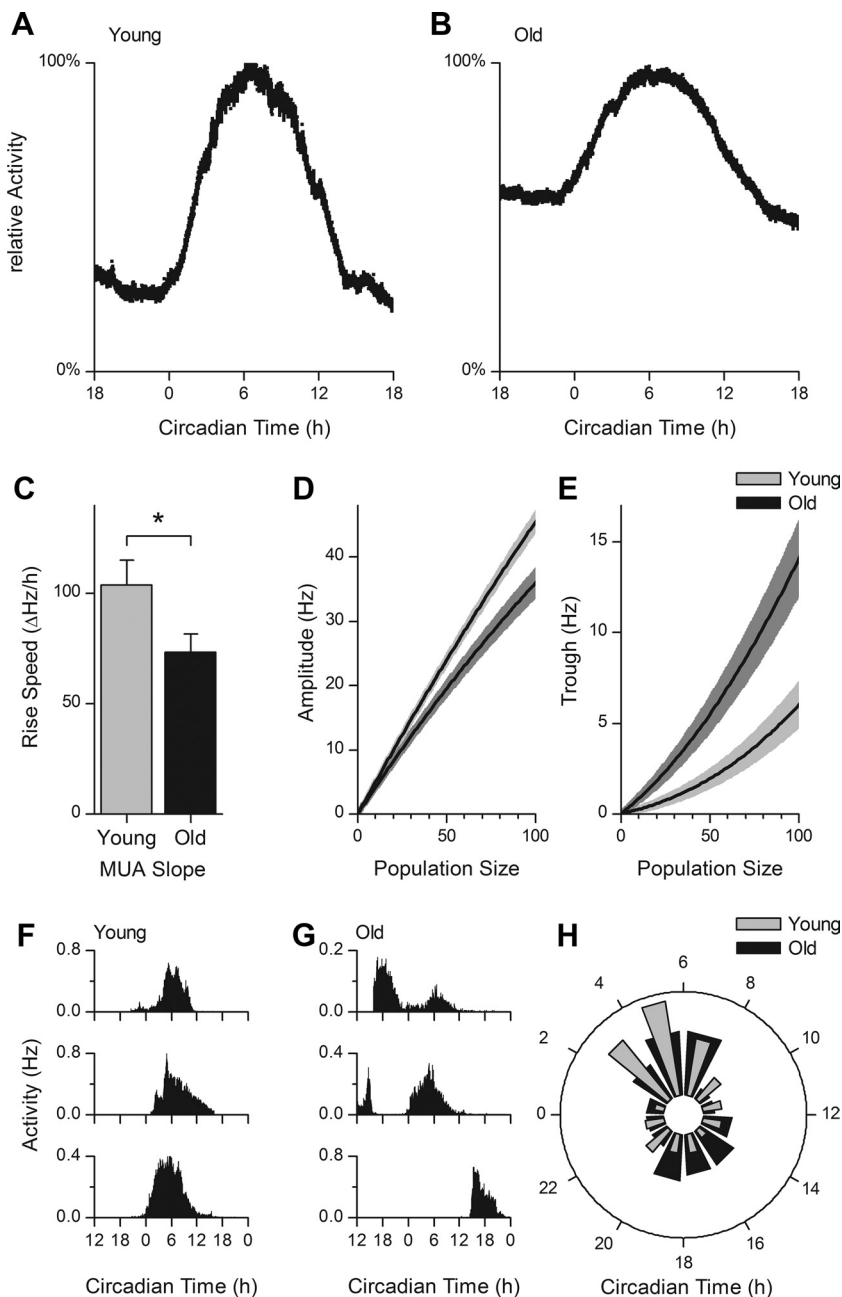 A
Young
100%
relative Activity
0%
18 0 6 12 18
Circadian Time (h)
B
Old
100%
0%
18 0 6 12 18
Circadian Time (h)
C
*
100
50
0
Rise Speed (ΔHz/h)
Young Old
MUA Slope
D
40
30
20
10
0
Amplitude (Hz)
0 50 100
Population Size
E
Young
Old
15
10
5
0
Trough (Hz)
0 50 100
Population Size
F
Young
0.8
0.0
0.8
0.0
0.4
0.0
Activity (Hz)
12 18 0 6 12 18 0
Circadian Time (h)
G
Old
0.2
0.0
0.4
0.0
0.8
0.0
12 18 0 6 12 18 0
Circadian Time (h)
H
Young
Old
6
4
8
2
10
0
12
22
14
20
16
18
Circadian Time (h)